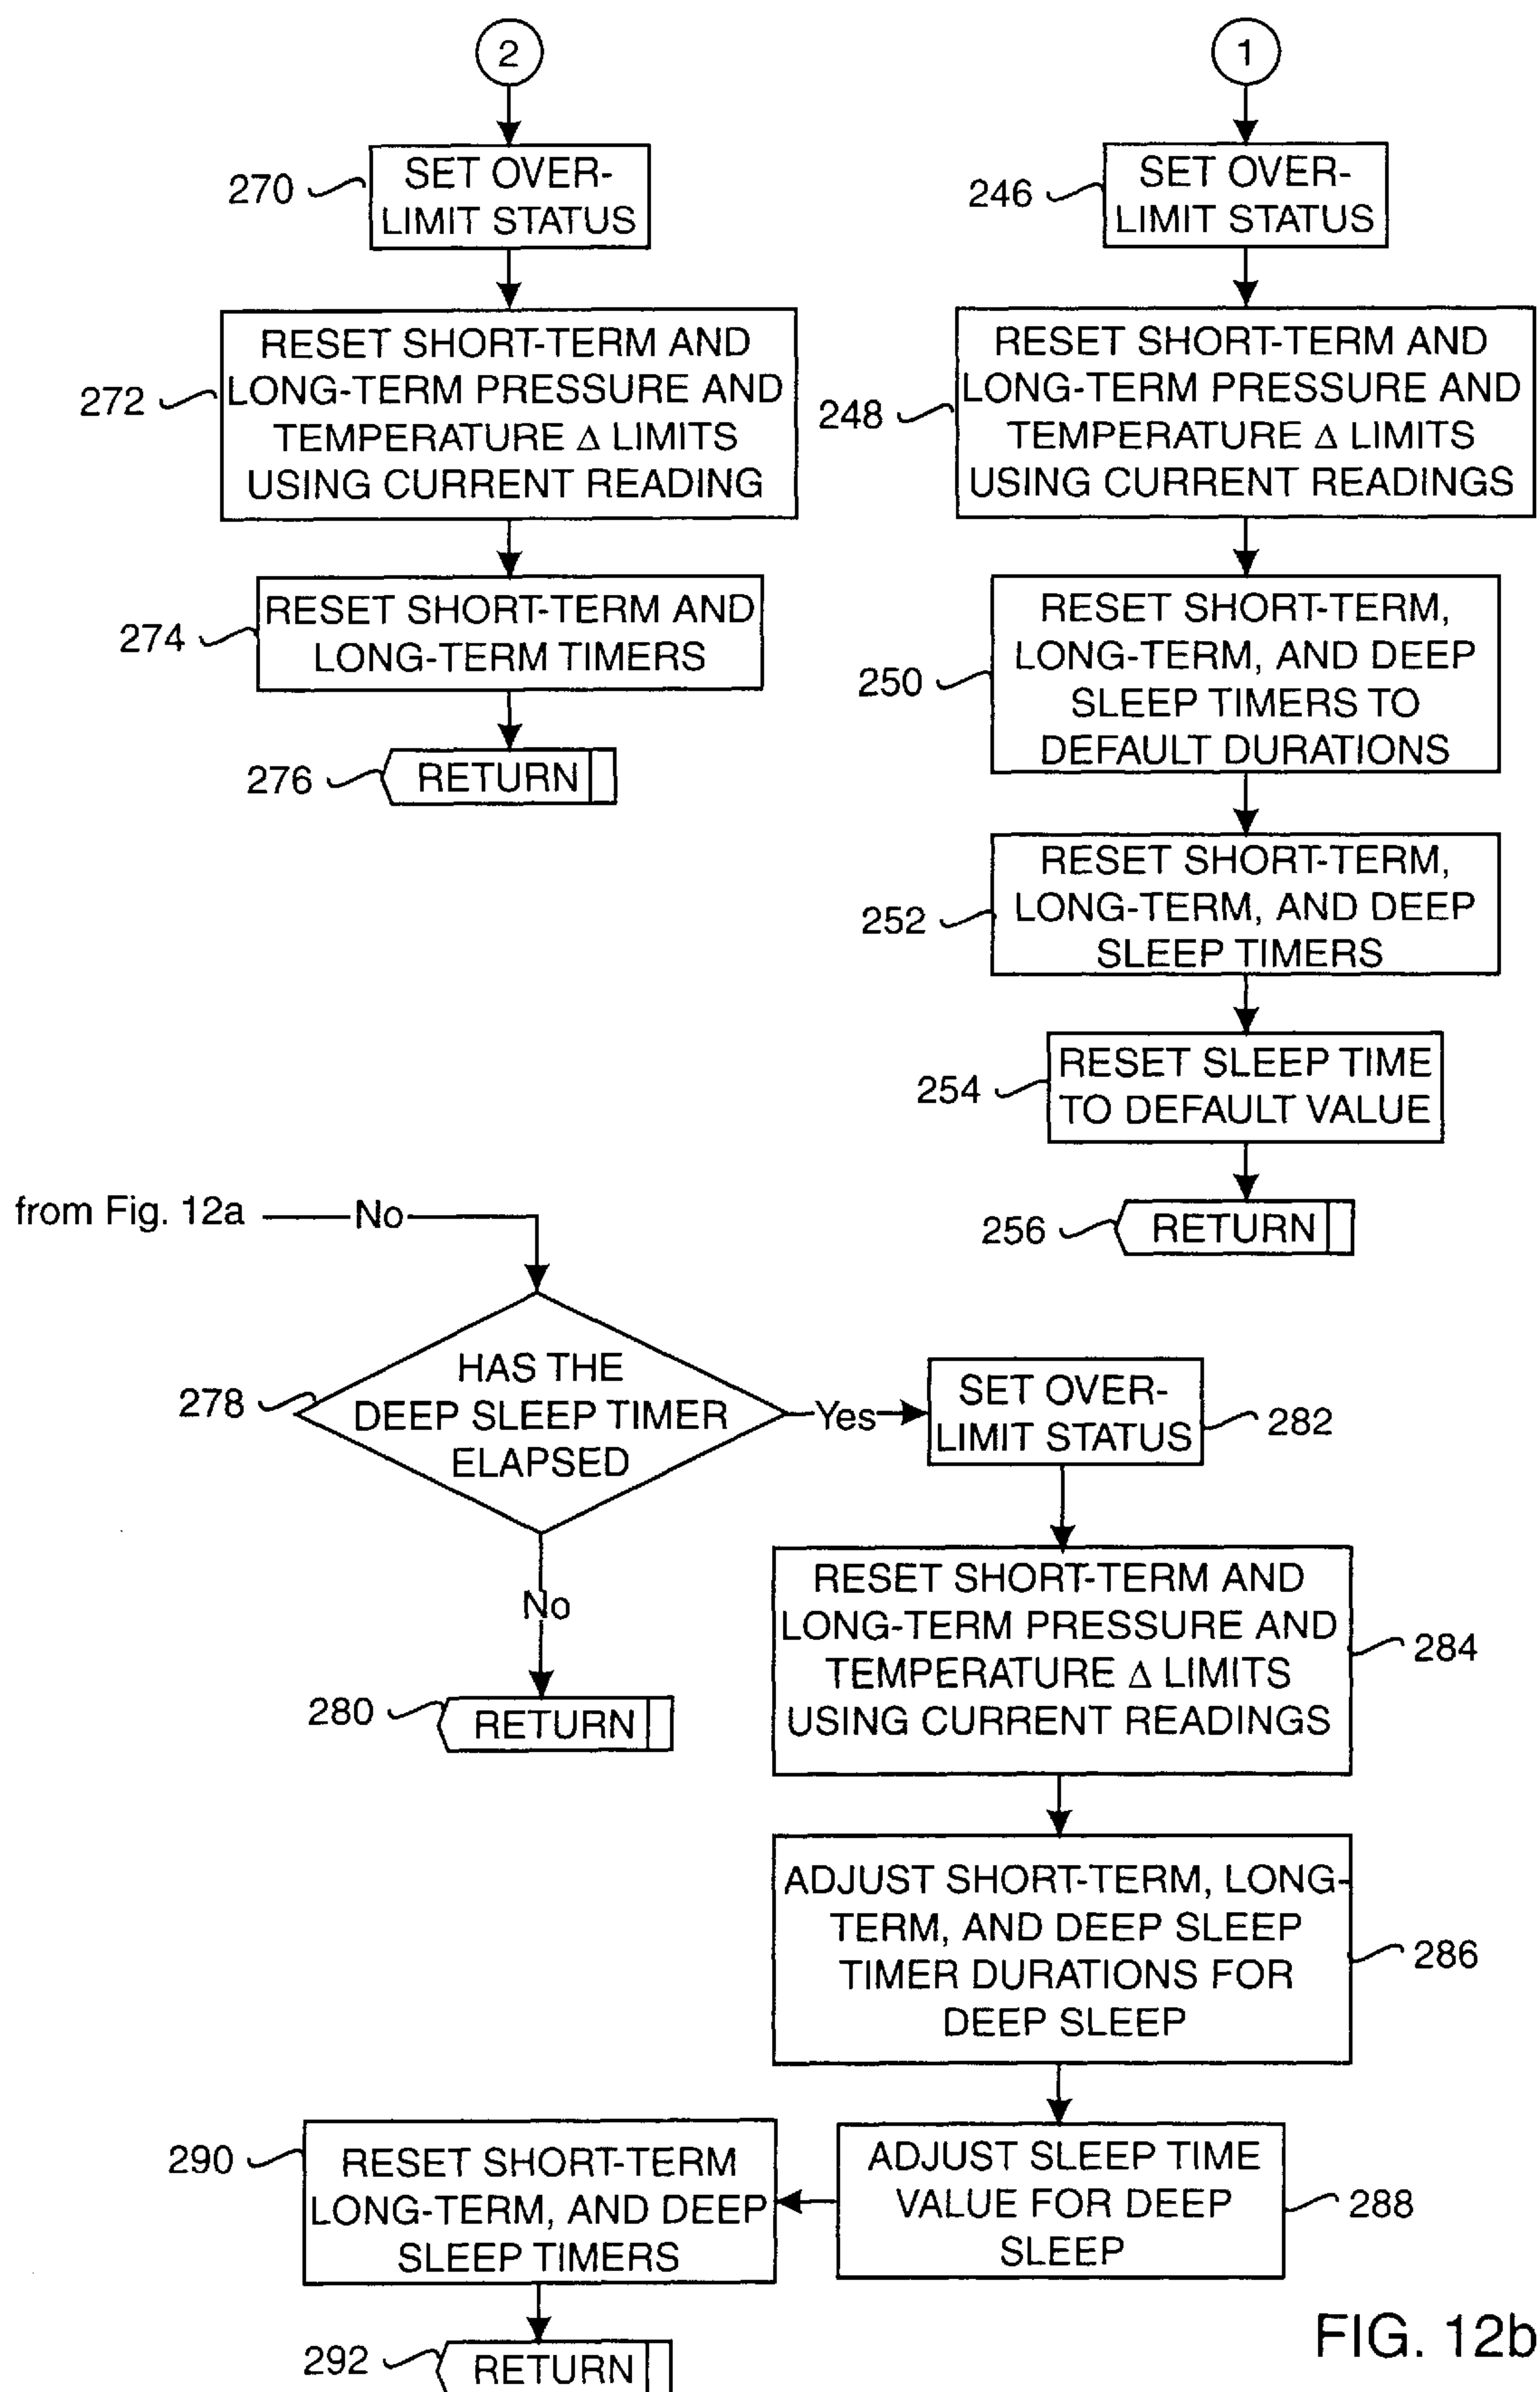 2
270
SET OVER-
LIMIT STATUS
272
RESET SHORT-TERM AND
LONG-TERM PRESSURE AND
TEMPERATURE Δ LIMITS
USING CURRENT READING
274
RESET SHORT-TERM AND
LONG-TERM TIMERS
276
RETURN
1
246
SET OVER-
LIMIT STATUS
248
RESET SHORT-TERM AND
LONG-TERM PRESSURE AND
TEMPERATURE Δ LIMITS
USING CURRENT READINGS
250
RESET SHORT-TERM,
LONG-TERM, AND DEEP
SLEEP TIMERS TO
DEFAULT DURATIONS
252
RESET SHORT-TERM,
LONG-TERM, AND DEEP
SLEEP TIMERS
254
RESET SLEEP TIME
TO DEFAULT VALUE
256
RETURN
from Fig. 12a
No
278
HAS THE
DEEP SLEEP TIMER
ELAPSED
Yes
No
280
RETURN
SET OVER-
LIMIT STATUS
282
RESET SHORT-TERM AND
LONG-TERM PRESSURE AND
TEMPERATURE Δ LIMITS
USING CURRENT READINGS
284
ADJUST SHORT-TERM, LONG-
TERM, AND DEEP SLEEP
TIMER DURATIONS FOR
DEEP SLEEP
286
ADJUST SLEEP TIME
VALUE FOR DEEP
SLEEP
288
290
RESET SHORT-TERM
LONG-TERM, AND DEEP
SLEEP TIMERS
292
RETURN
FIG. 12b